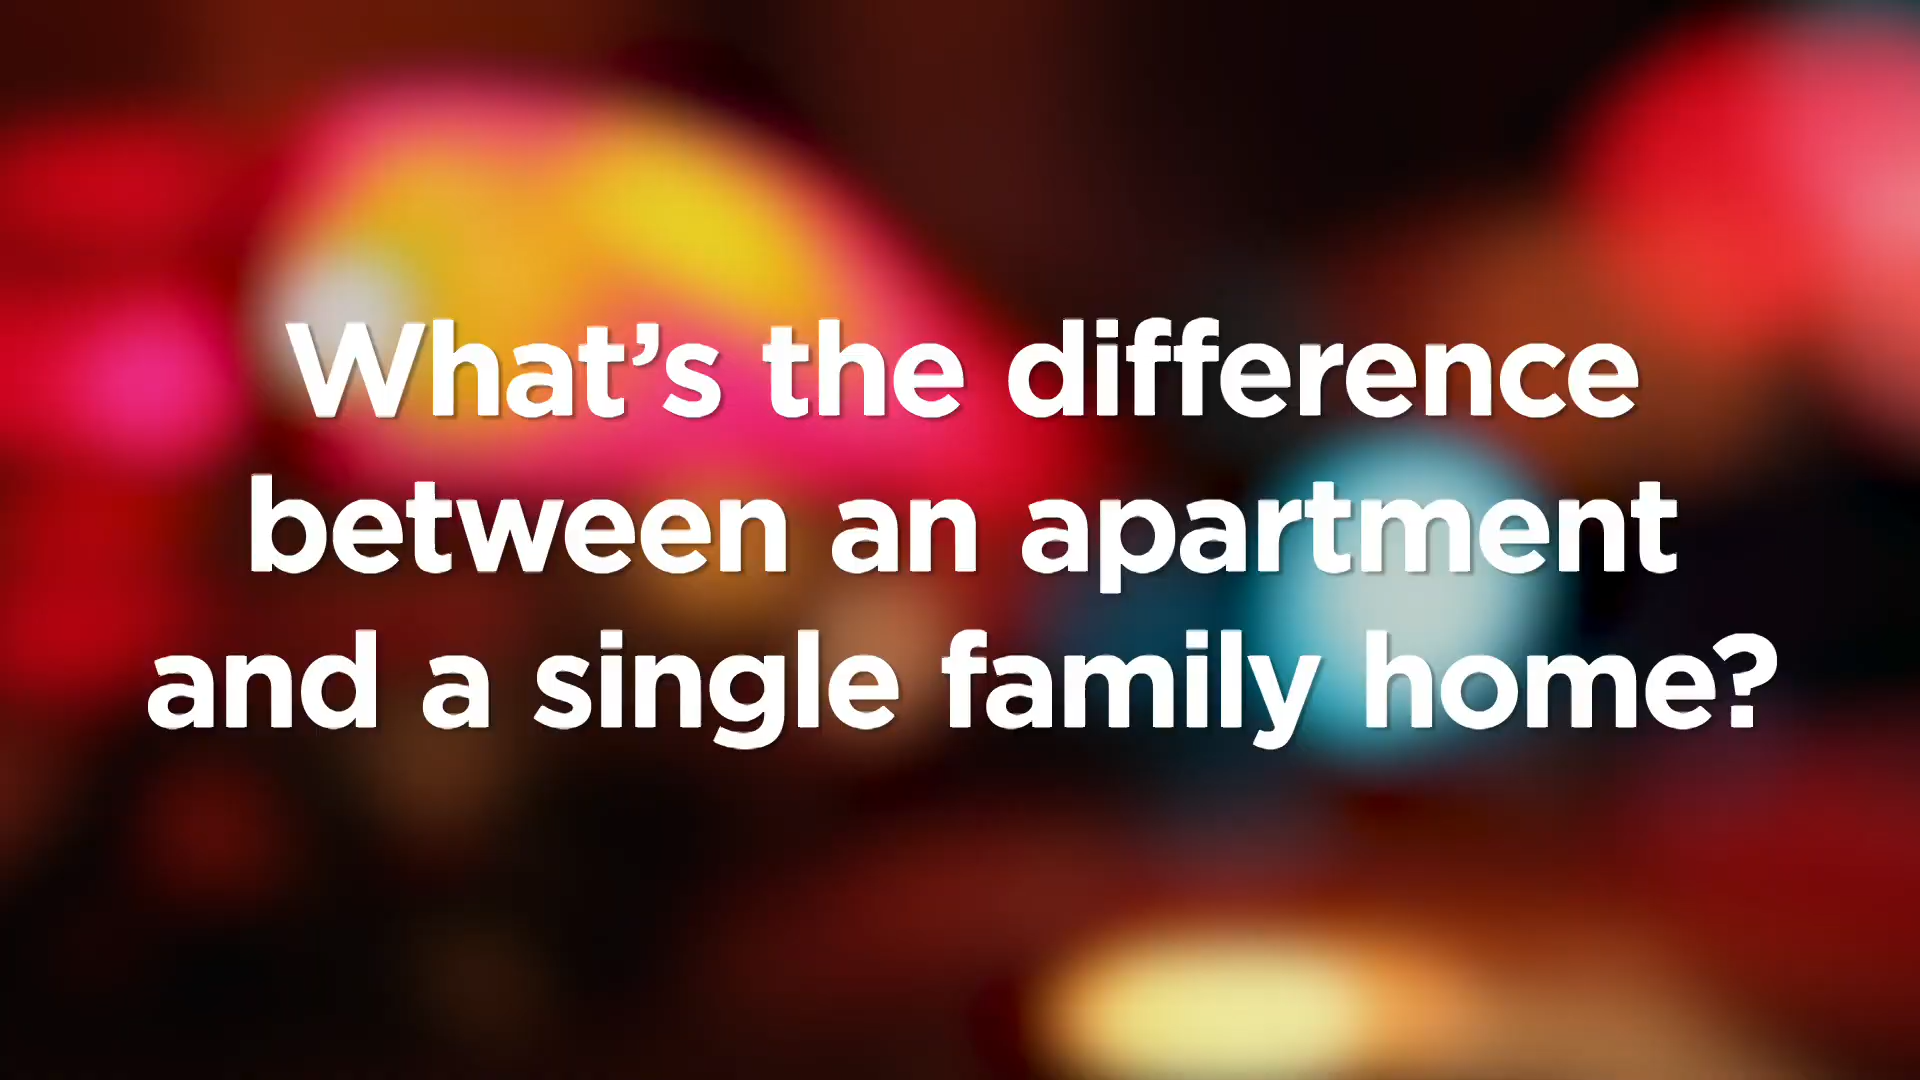 What’s the difference
between an apartment
and a single family home?